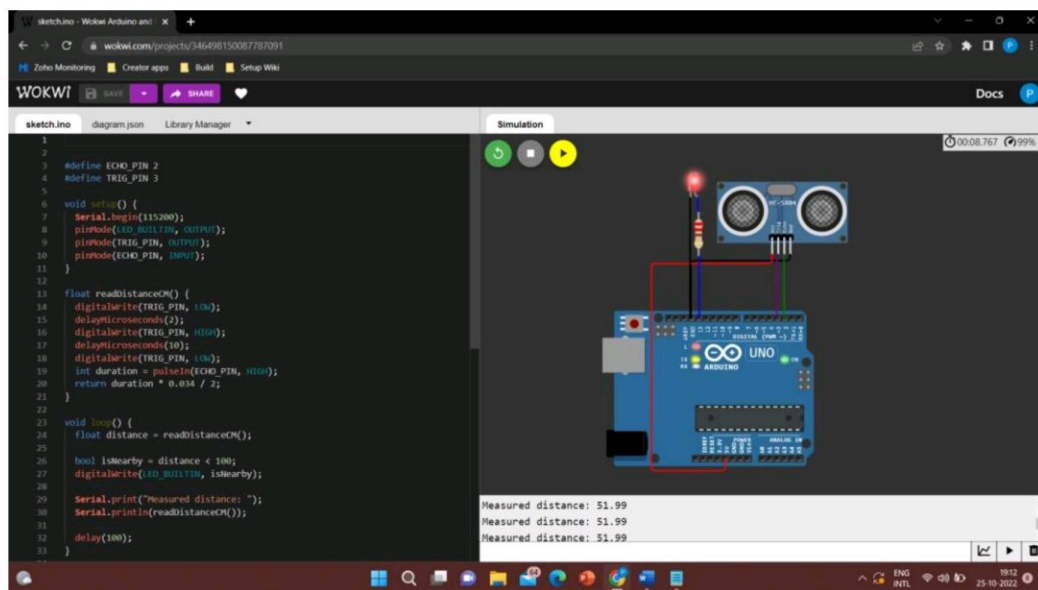 sketch.ino - Wokwi Arduino and
wokwi.com/projects/346498150087787091
Zoho Monitoring Creator apps Build Setup Wiki
WOKWI SAVE SHARE Docs P
sketch.ino diagram.json Library Manager
Simulation
00:08.767 99%
1
2
3 #define ECHO_PIN 2
4 #define TRIG_PIN 3
5
6 void setup() {
7 Serial.begin(115200);
8 pinMode(LED_BUILTIN, OUTPUT);
9 pinMode(TRIG_PIN, OUTPUT);
10 pinMode(ECHO_PIN, INPUT);
11 }
12
13 float readDistanceCM() {
14 digitalWrite(TRIG_PIN, LOW);
15 delayMicroseconds(2);
16 digitalWrite(TRIG_PIN, HIGH);
17 delayMicroseconds(10);
18 digitalWrite(TRIG_PIN, LOW);
19 int duration = pulseIn(ECHO_PIN, HIGH);
20 return duration * 0.034 / 2;
21 }
22
23 void loop() {
24 float distance = readDistanceCM();
25
26 bool isNearby = distance < 100;
27 digitalWrite(LED_BUILTIN, isNearby);
28
29 Serial.print("Measured distance: ");
30 Serial.println(readDistanceCM());
31
32 delay(100);
33 }
HC-SR04
DIGITAL (PWM ~)
L
TX
RX
UNO
ON
ARDUINO
POWER
ANALOG IN
Measured distance: 51.99
Measured distance: 51.99
Measured distance: 51.99
64
ENG
INTL
19:12
25-10-2022